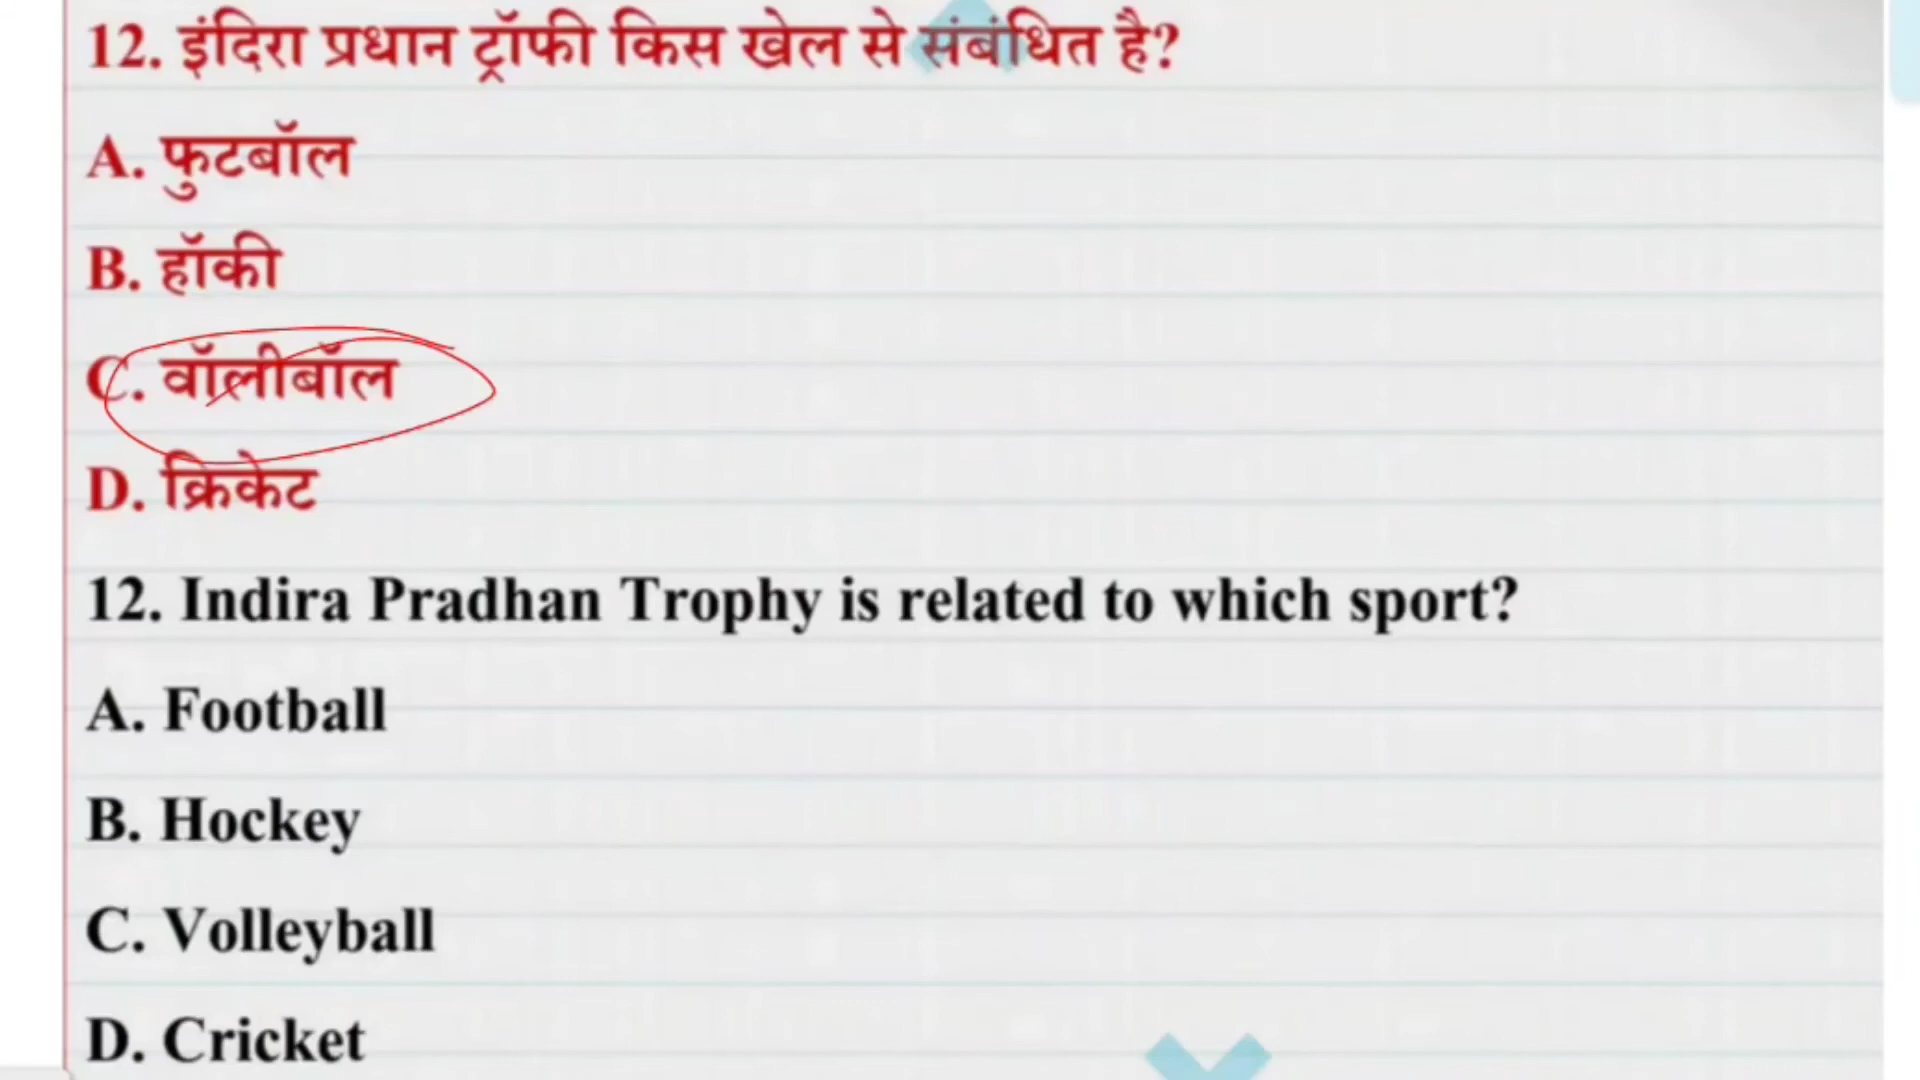 12. इंदिरा प्रधान ट्रॉफी किस खेल से संबंधित है?
A. फुटबॉल
B. हॉकी
C. वॉलीबॉल
D. क्रिकेट
12. Indira Pradhan Trophy is related to which sport?
A. Football
B. Hockey
C. Volleyball
D. Cricket